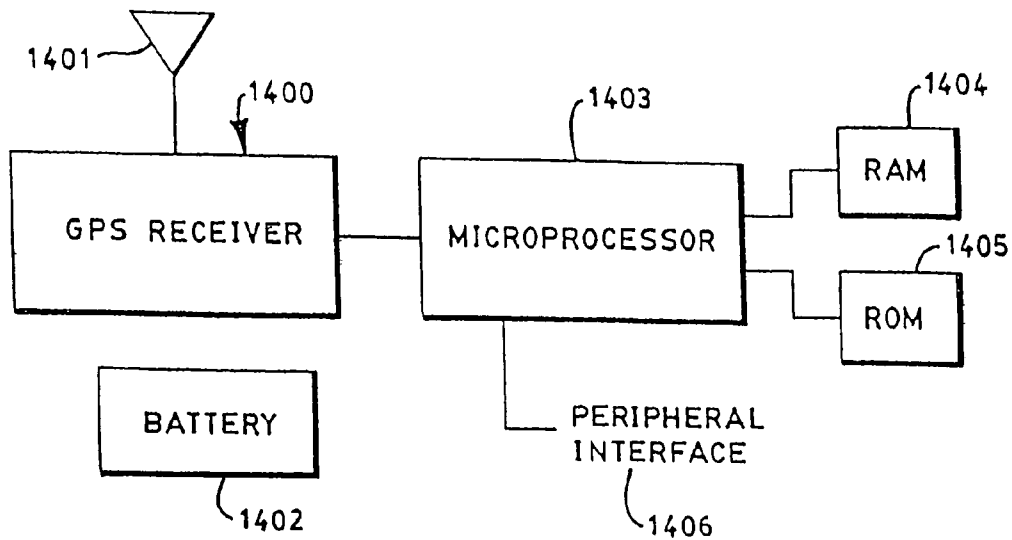 1401
1400
1403
1404
GPS RECEIVER
MICROPROCESSOR
RAM
1405
ROM
BATTERY
PERIPHERAL
INTERFACE
1402
1406